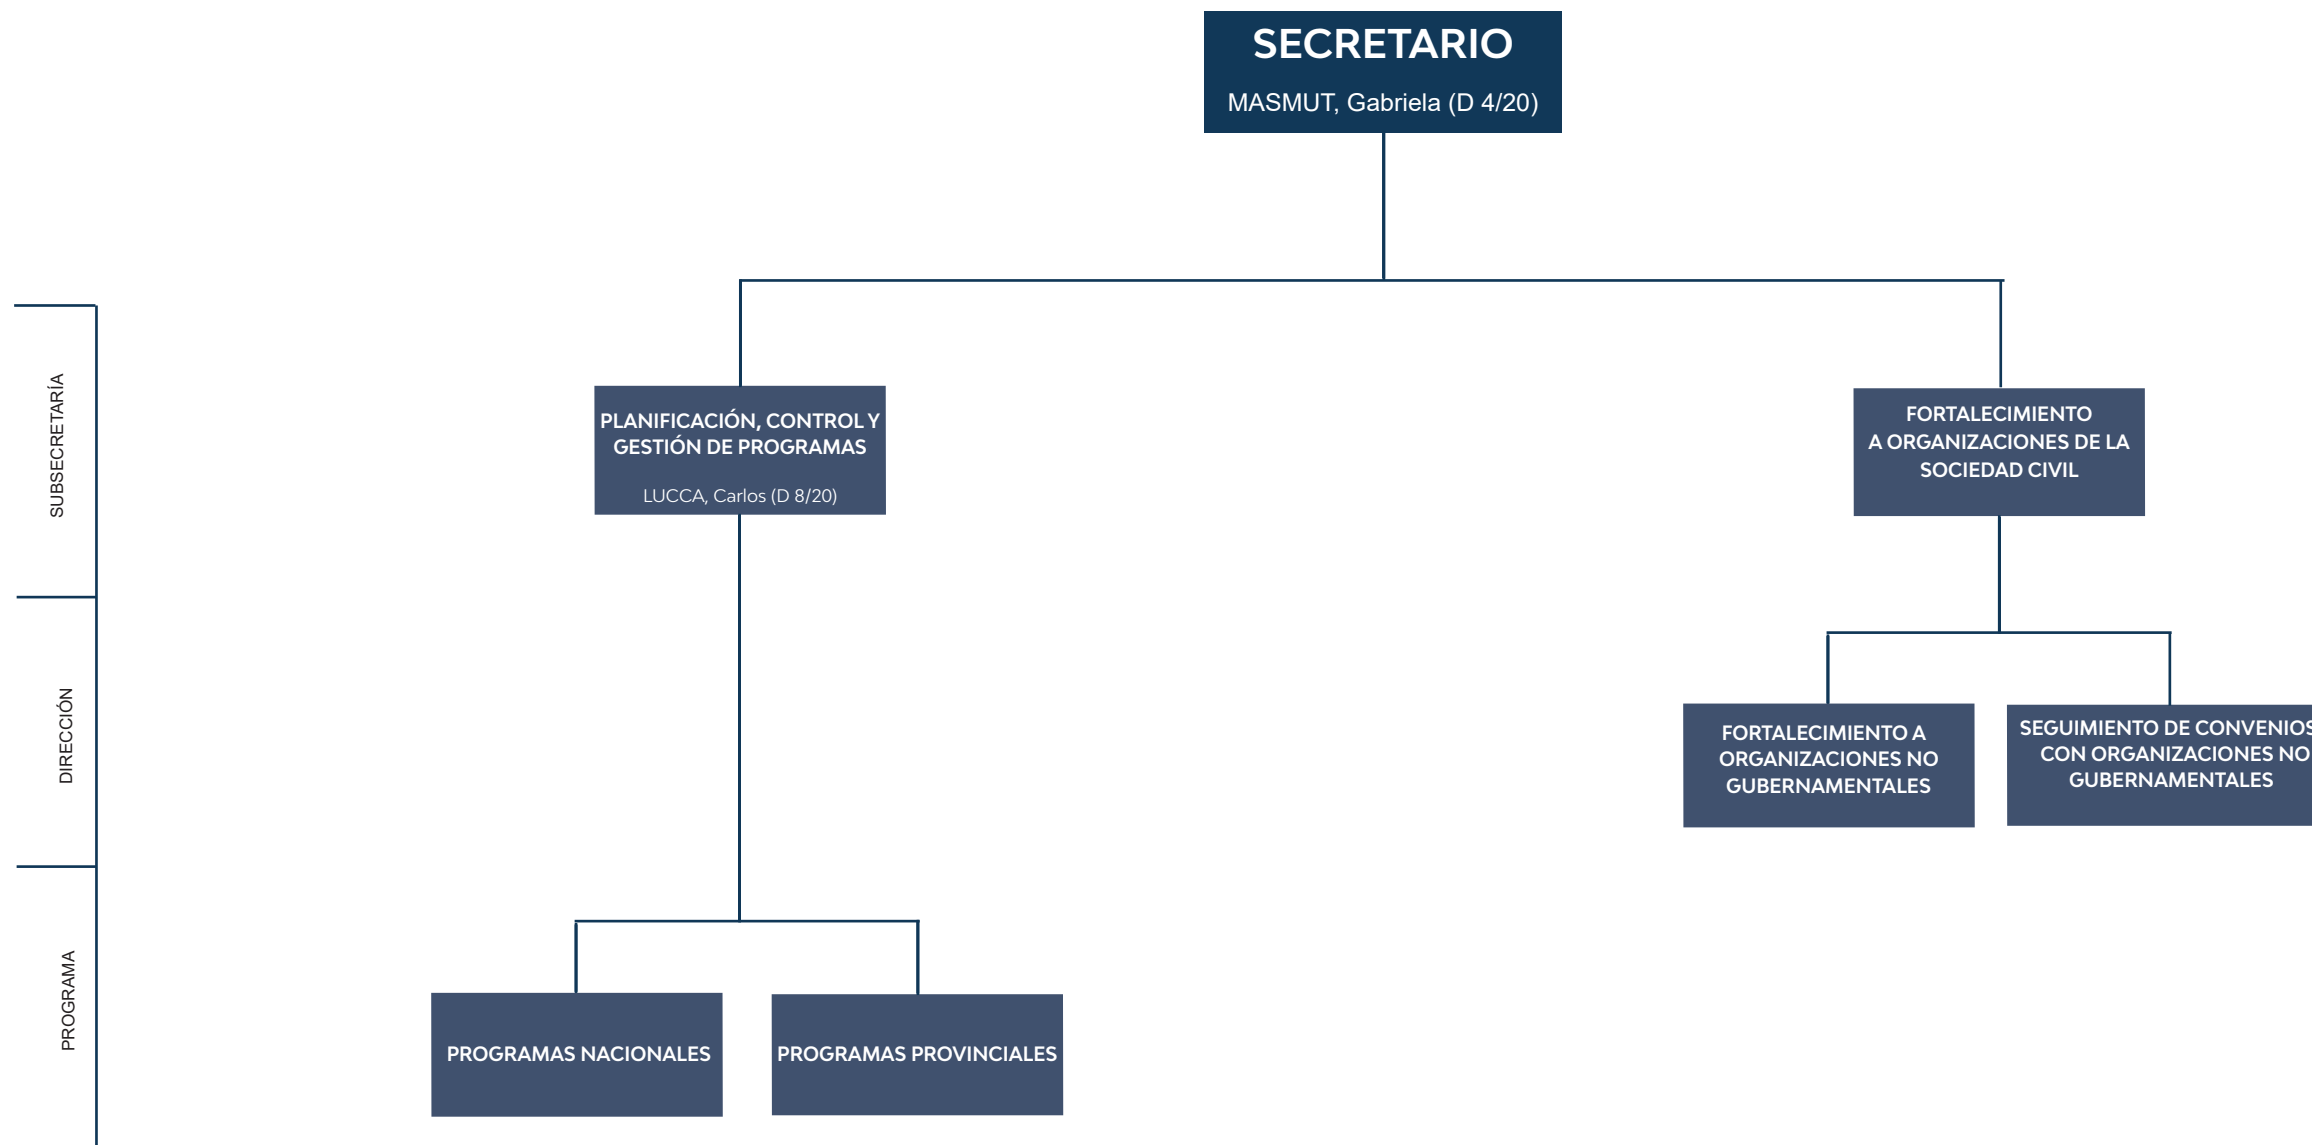 SECRETARIO
MASMUT, Gabriela (D 4/20)
SUBSECRETARÍA
PLANIFICACIÓN, CONTROL Y
GESTIÓN DE PROGRAMAS
LUCCA, Carlos (D 8/20)
FORTALECIMIENTO
A ORGANIZACIONES DE LA
SOCIEDAD CIVIL
DIRECCIÓN
FORTALECIMIENTO A
ORGANIZACIONES NO
GUBERNAMENTALES
SEGUIMIENTO DE CONVENIOS
CON ORGANIZACIONES NO
GUBERNAMENTALES
PROGRAMA
PROGRAMAS NACIONALES
PROGRAMAS PROVINCIALES